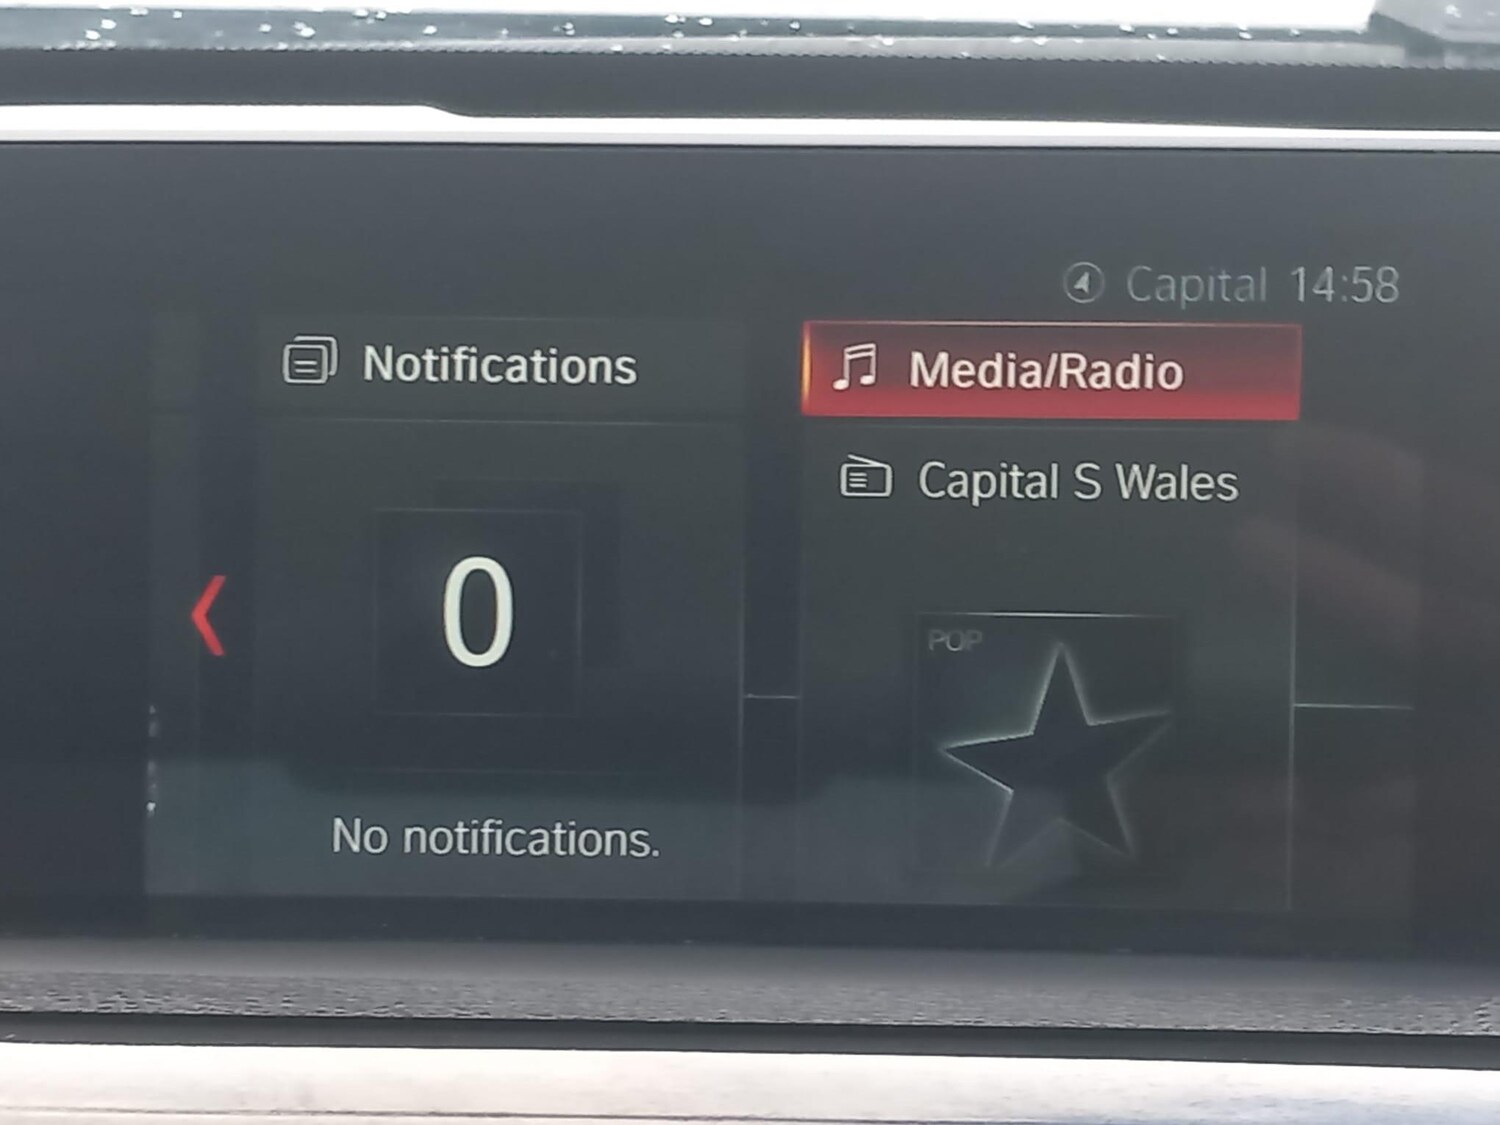 Capital 14:58
Notifications
Media/Radio
Capital S Wales
POP
0
No notifications.